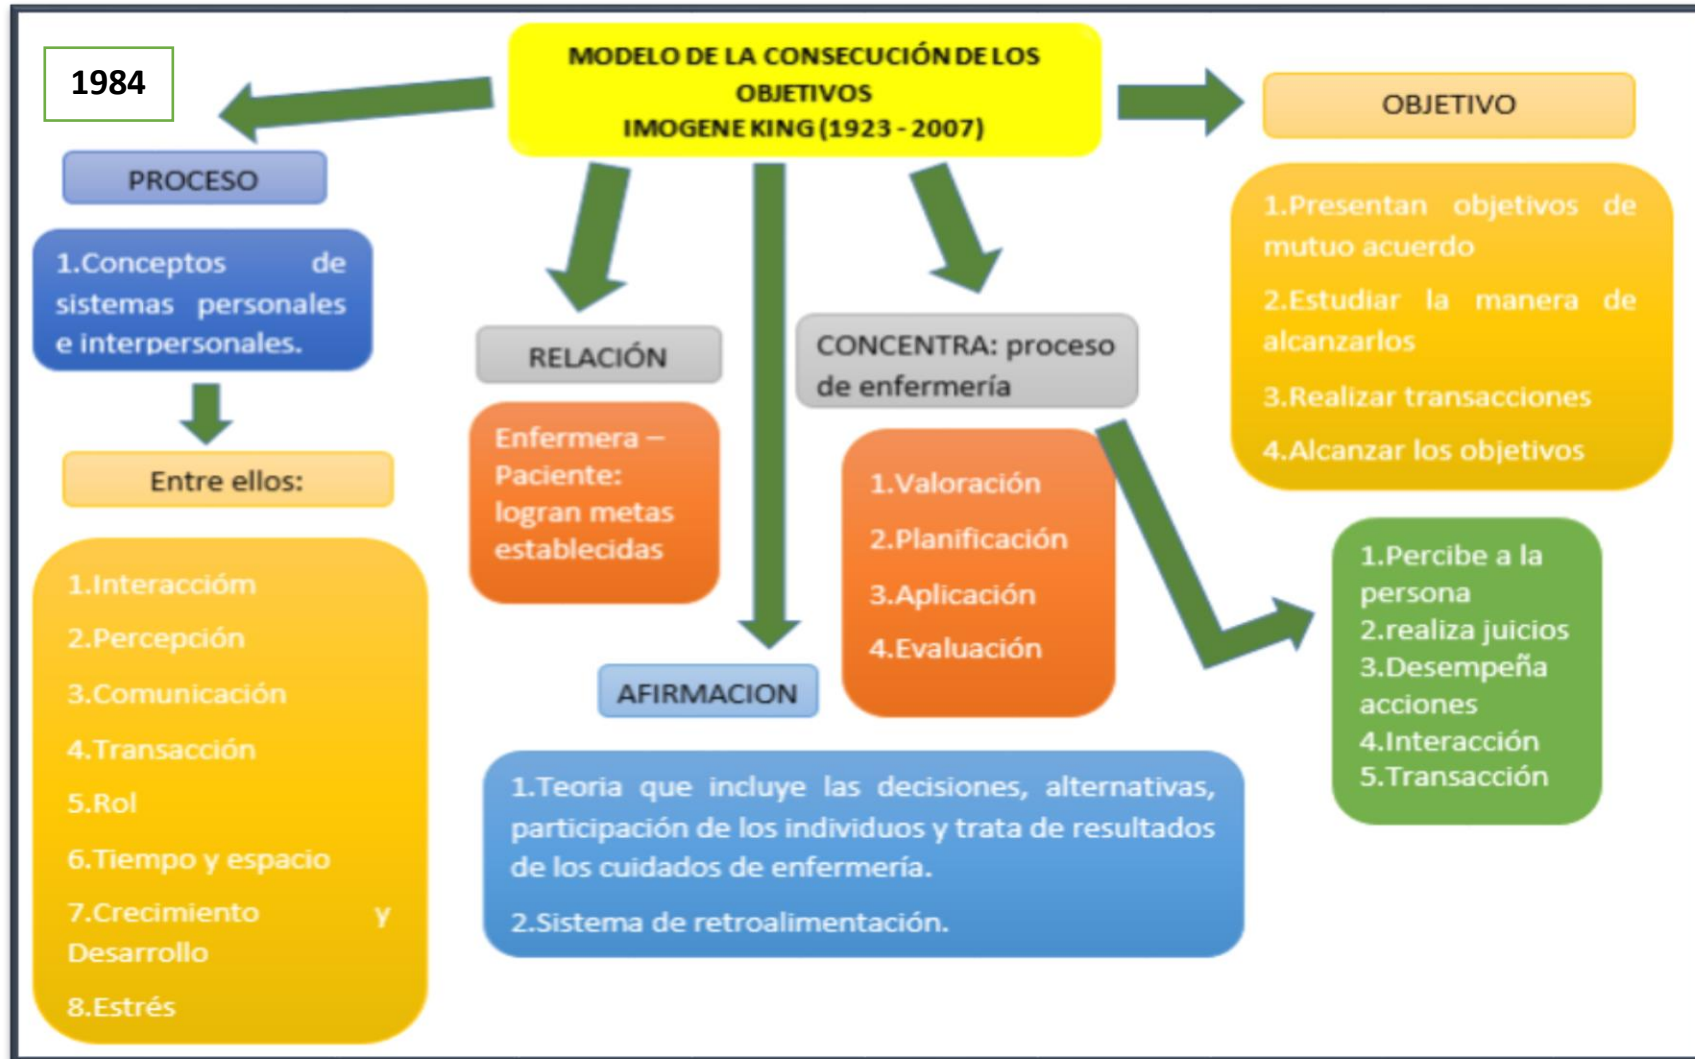 1984
MODELO DE LA CONSECUCIÓN DE LOS
OBJETIVOS
IMOGENE KING (1923 - 2007)
OBJETIVO
1.Presentan objetivos de
mutuo acuerdo
2.Estudiar la manera de
alcanzarlos
3.Realizar transacciones
4.Alcanzar los objetivos
PROCESO
1.Conceptos de
sistemas personales
e interpersonales.
Entre ellos:
1.Interaccióm
2.Percepción
3.Comunicación
4.Transacción
5.Rol
6.Tiempo y espacio
7.Crecimiento y
Desarrollo
8.Estrés
RELACIÓN
Enfermera –
Paciente:
logran metas
establecidas
CONCENTRA: proceso
de enfermería
1.Valoración
2.Planificación
3.Aplicación
4.Evaluación
1.Percibe a la
persona
2.realiza juicios
3.Desempeña
acciones
4.Interacción
5.Transacción
AFIRMACION
1.Teoria que incluye las decisiones, alternativas,
participación de los individuos y trata de resultados
de los cuidados de enfermería.
2.Sistema de retroalimentación.